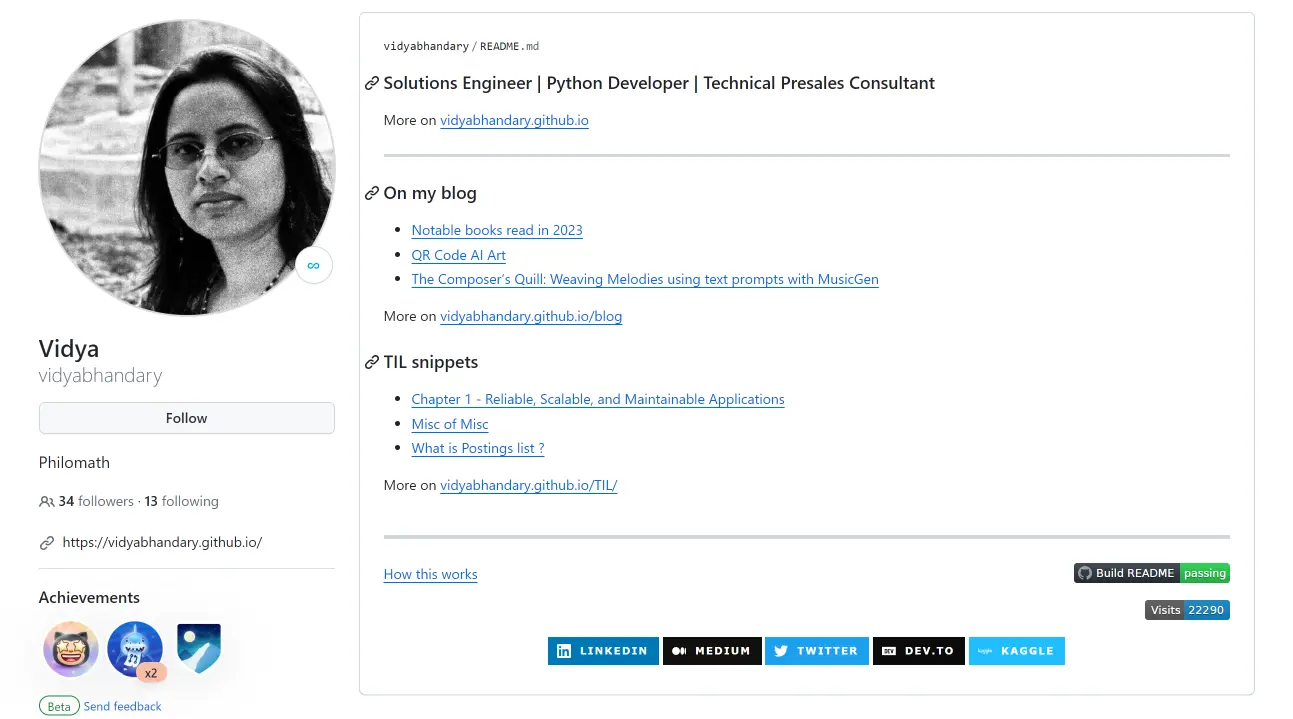 vidyabhandary / README.md
Solutions Engineer | Python Developer | Technical Presales Consultant
More on vidyabhandary.github.io
On my blog
Notable books read in 2023
QR Code AI Art
The Composer’s Quill: Weaving Melodies using text prompts with MusicGen
More on vidyabhandary.github.io/blog
TIL snippets
Chapter 1 - Reliable, Scalable, and Maintainable Applications
Misc of Misc
What is Postings list ?
More on vidyabhandary.github.io/TIL/
How this works
Build README passing
Visits 22290
LINKEDIN MEDIUM TWITTER DEV DEV.TO kaggle KAGGLE
Vidya
vidyabhandary
Follow
Philomath
34 followers · 13 following
https://vidyabhandary.github.io/
Achievements
x2
Beta Send feedback